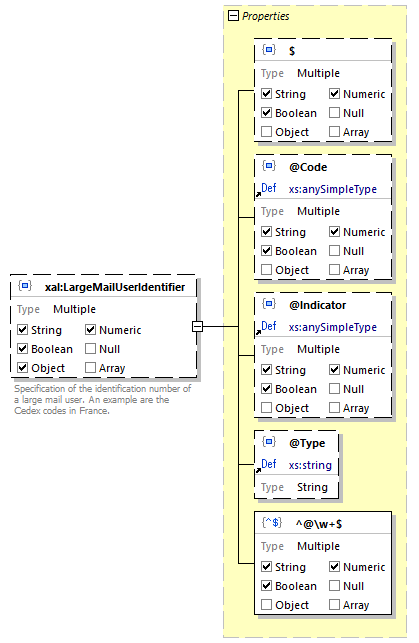 Properties
$
Type Multiple
String Numeric
Boolean Null
Object Array
@Code
Def xs:anySimpleType
Type Multiple
String Numeric
Boolean Null
Object Array
xal:LargeMailUserIdentifier
Type Multiple
String Numeric
Boolean Null
Object Array
Specification of the identification number of
a large mail user. An example are the
Cedex codes in France.
@Indicator
Def xs:anySimpleType
Type Multiple
String Numeric
Boolean Null
Object Array
@Type
Def xs:string
Type String
{^$} ^@\w+$
Type Multiple
String Numeric
Boolean Null
Object Array